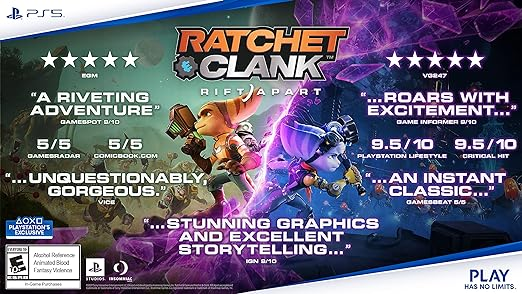 PS5
RATCHET
& CLANK
RIFT APART
★★★★★
EGM
★★★★★
VG247
"A RIVETING
ADVENTURE"
GAMESPOT 9/10
"...ROARS WITH
EXCITEMENT..."
GAME INFORMER 9/10
5/5
GAMESRADAR
5/5
COMICBOOK.COM
9.5/10
PLAYSTATION LIFESTYLE
9.5/10
CRITICAL HIT
"...UNQUESTIONABLY,
GORGEOUS."
VICE
"...AN INSTANT
CLASSIC..."
GAMESBEAT 5/5
"...STUNNING GRAPHICS
AND EXCELLENT
STORYTELLING..."
IGN 9/10
PLAYSTATION'S
EXCLUSIVE
EVERYONE 10+
E
10+
ESRB
Alcohol Reference
Animated Blood
Fantasy Violence
In-Game Purchases
STUDIOS
INSOMNIAC
PLAY
HAS NO LIMITS.